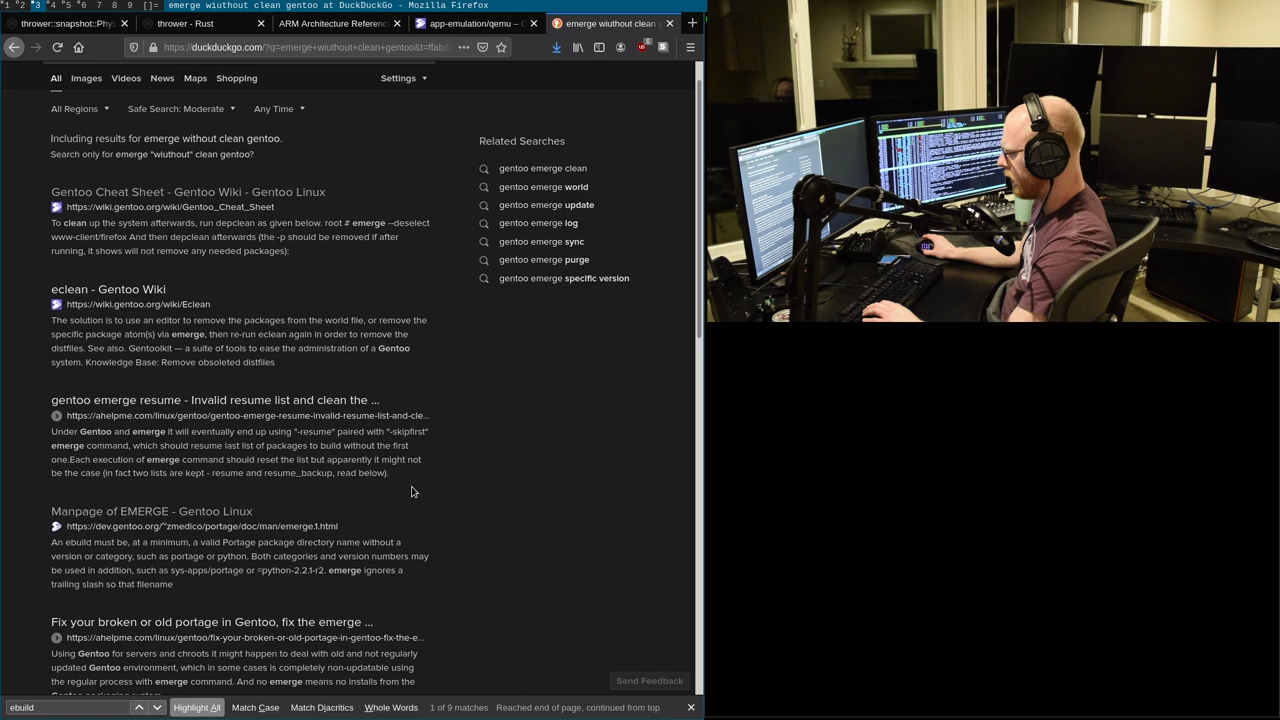 °1 °2 °3 °4 °5 °6 7 8 9 []= emerge wiuthout clean gentoo at DuckDuckGo - Mozilla Firefox
thrower::snapshot::Phys
thrower - Rust
ARM Architecture Referenc
app-emulation/qemu – G
emerge wiuthout clean g
https://duckduckgo.com/?q=emerge+wiuthout+clean+gentoo&t=ffab&
All Images Videos News Maps Shopping Settings
All Regions Safe Search: Moderate Any Time
Including results for emerge without clean gentoo.
Search only for emerge "wiuthout" clean gentoo?
Gentoo Cheat Sheet - Gentoo Wiki - Gentoo Linux
https://wiki.gentoo.org/wiki/Gentoo_Cheat_Sheet
To clean up the system afterwards, run depclean as given below. root # emerge --deselect
www-client/firefox And then depclean afterwards (the -p should be removed if after
running, it shows will not remove any needed packages):
eclean - Gentoo Wiki
https://wiki.gentoo.org/wiki/Eclean
The solution is to use an editor to remove the packages from the world file, or remove the
specific package atom(s) via emerge, then re-run eclean again in order to remove the
distfiles. See also. Gentoolkit — a suite of tools to ease the administration of a Gentoo
system. Knowledge Base: Remove obsoleted distfiles
gentoo emerge resume - Invalid resume list and clean the ...
https://ahelpme.com/linux/gentoo/gentoo-emerge-resume-invalid-resume-list-and-cle...
Under Gentoo and emerge it will eventually end up using "-resume" paired with "-skipfirst"
emerge command, which should resume last list of packages to build without the first
one.Each execution of emerge command should reset the list but apparently it might not
be the case (in fact two lists are kept - resume and resume_backup, read below).
Manpage of EMERGE - Gentoo Linux
https://dev.gentoo.org/~zmedico/portage/doc/man/emerge.1.html
An ebuild must be, at a minimum, a valid Portage package directory name without a
version or category, such as portage or python. Both categories and version numbers may
be used in addition, such as sys-apps/portage or =python-2.2.1-r2. emerge ignores a
trailing slash so that filename
Fix your broken or old portage in Gentoo, fix the emerge ...
https://ahelpme.com/linux/gentoo/fix-your-broken-or-old-portage-in-gentoo-fix-the-e...
Using Gentoo for servers and chroots it might happen to deal with old and not regularly
updated Gentoo environment, which in some cases is completely non-updatable using
the regular process with emerge command. And no emerge means no installs from the
Gentoo packaging system.
Related Searches
gentoo emerge clean
gentoo emerge world
gentoo emerge update
gentoo emerge log
gentoo emerge sync
gentoo emerge purge
gentoo emerge specific version
Send Feedback
ebuild
Highlight All Match Case Match Diacritics Whole Words 1 of 9 matches Reached end of page, continued from top